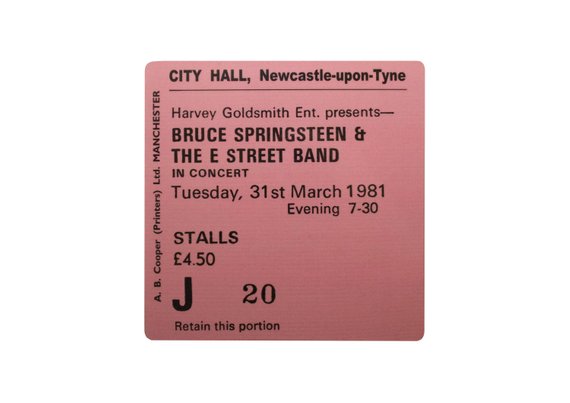 CITY HALL, Newcastle-upon-Tyne
Harvey Goldsmith Ent. presents—
BRUCE SPRINGSTEEN &
THE E STREET BAND
IN CONCERT
Tuesday, 31st March 1981
Evening 7-30
STALLS
£4.50
J 20
Retain this portion
A. B. Cooper (Printers) Ltd. MANCHESTER